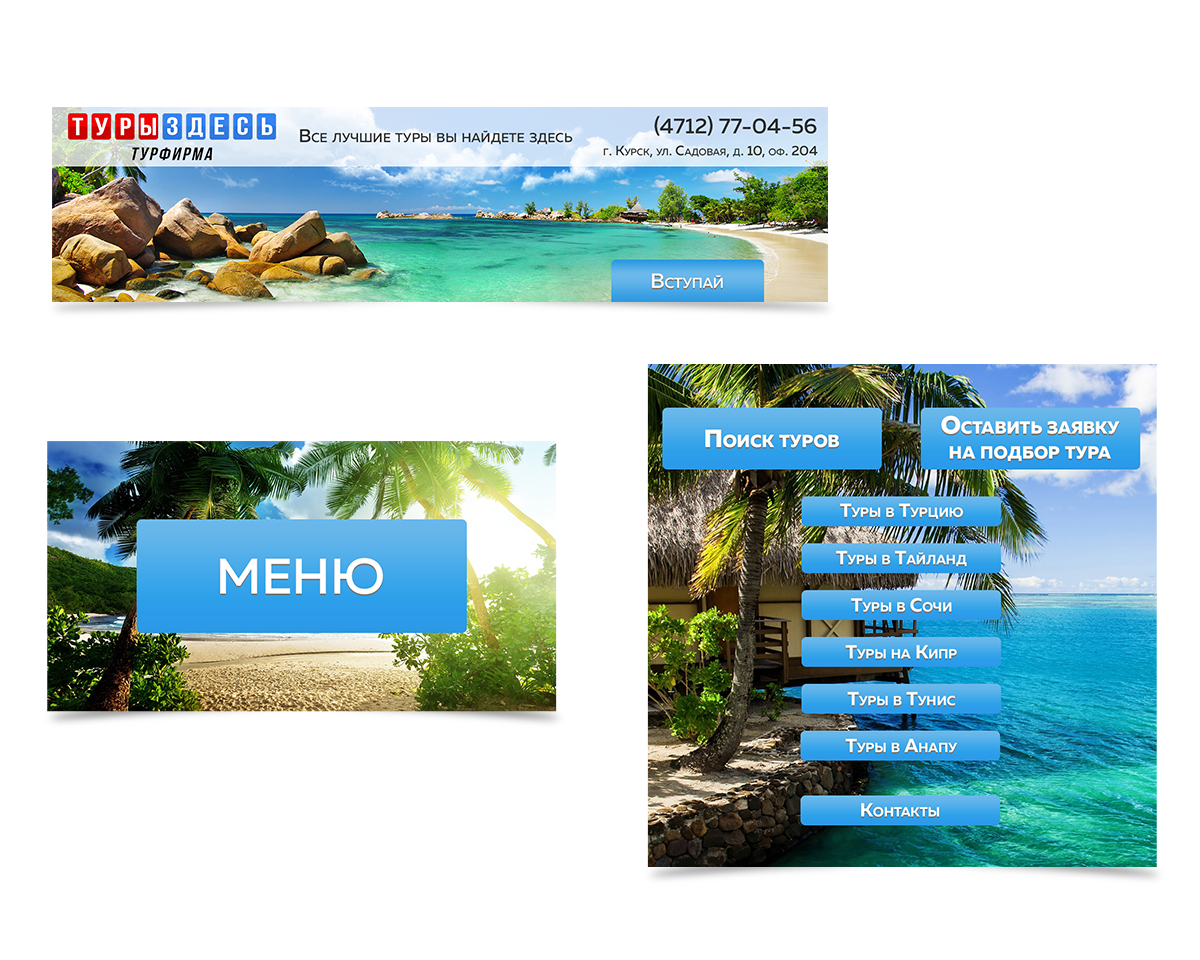 ТУРЫЗДЕСЬ
ТУРФИРМА
Все лучшие туры вы найдете здесь
(4712) 77-04-56
г. Курск, ул. Садовая, д. 10, оф. 204
Вступай
МЕНЮ
Поиск туров
Оставить заявку
на подбор тура
Туры в Турцию
Туры в Тайланд
Туры в Сочи
Туры на Кипр
Туры в Тунис
Туры в Анапу
Контакты